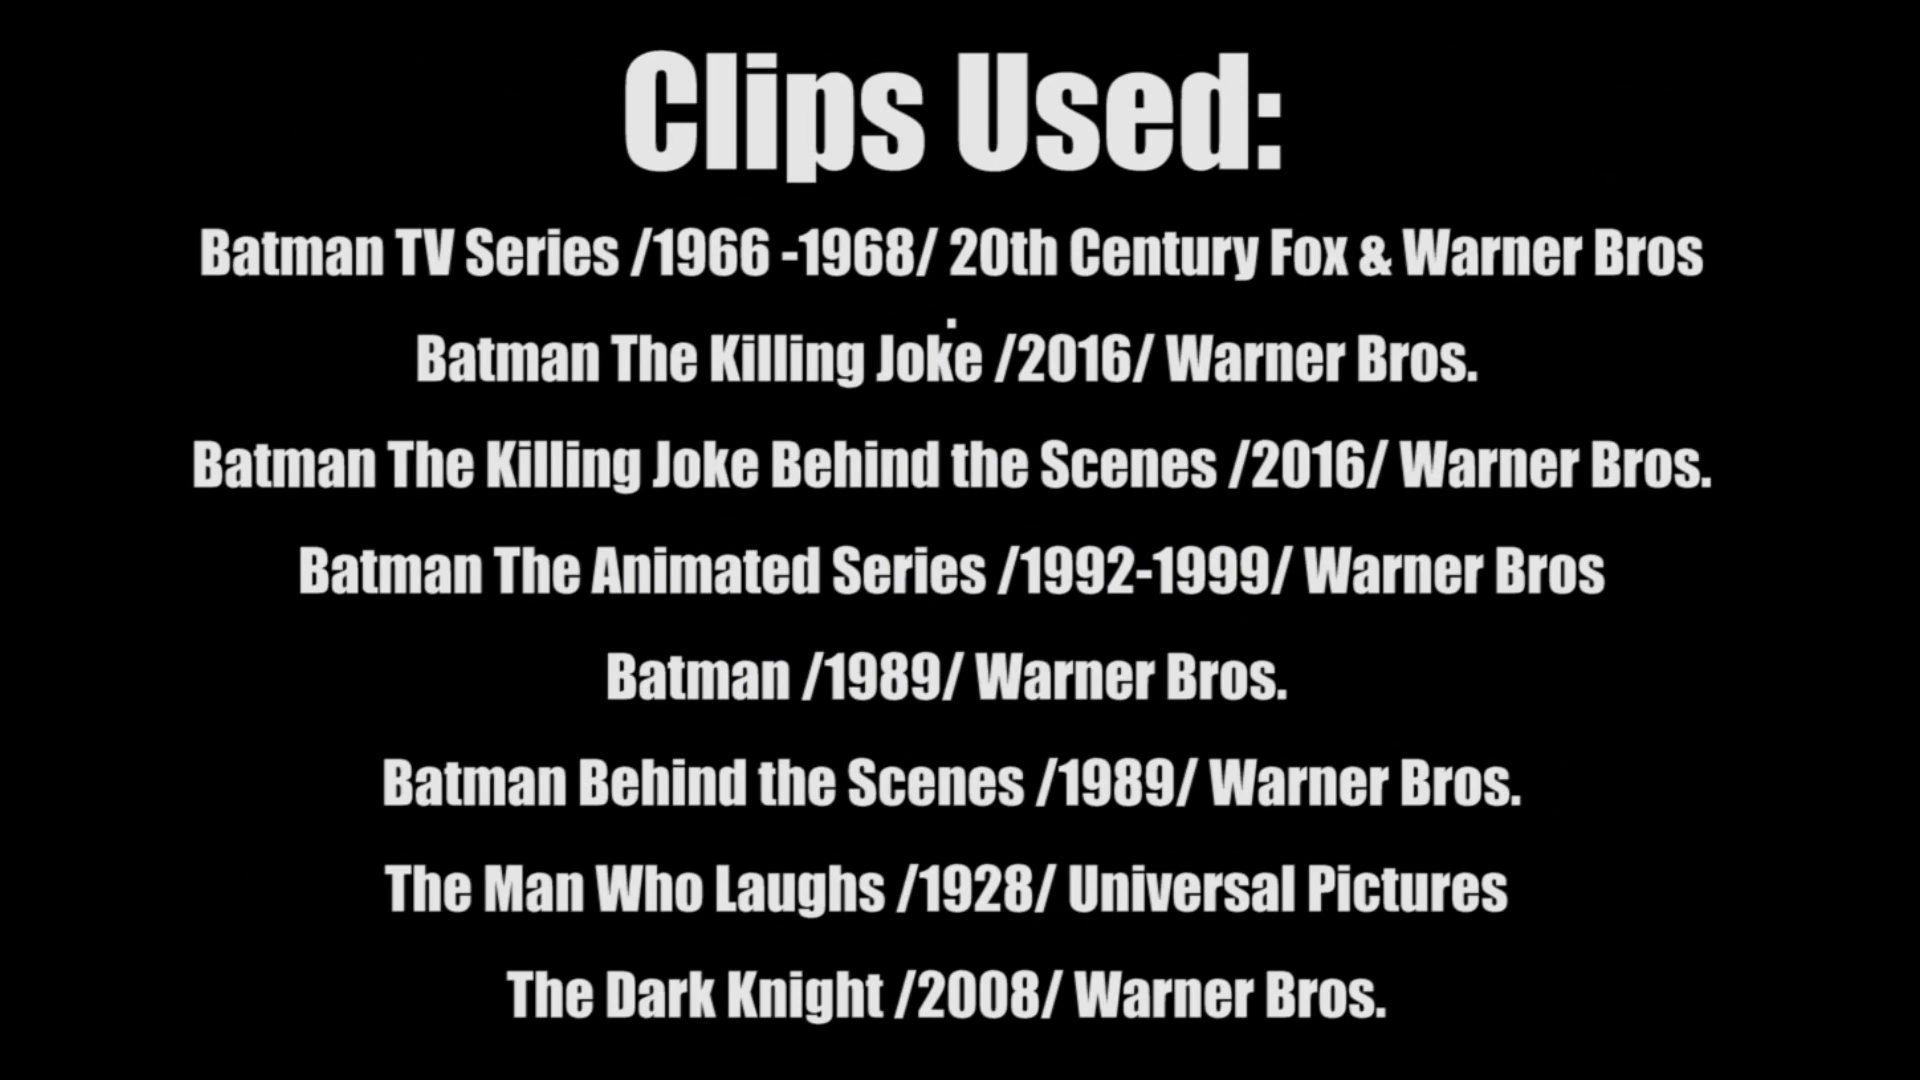 Clips Used:
Batman TV Series /1966 -1968/ 20th Century Fox & Warner Bros
.
Batman The Killing Joke /2016/ Warner Bros.
Batman The Killing Joke Behind the Scenes /2016/ Warner Bros.
Batman The Animated Series /1992-1999/ Warner Bros
Batman /1989/ Warner Bros.
Batman Behind the Scenes /1989/ Warner Bros.
The Man Who Laughs /1928/ Universal Pictures
The Dark Knight /2008/ Warner Bros.